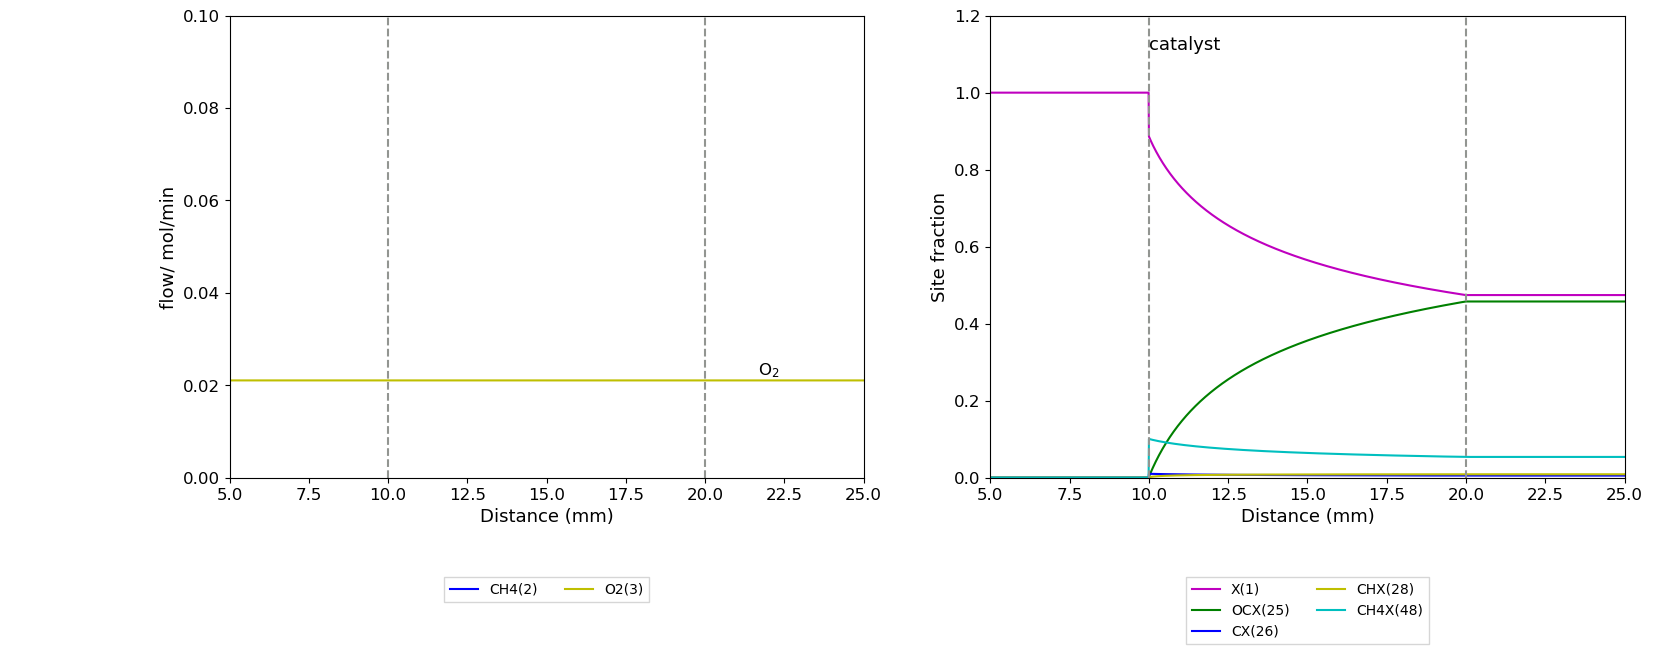 0.10
0.08
0.06
0.04
0.02
0.00
flow/ mol/min
O₂
5.0 7.5 10.0 12.5 15.0 17.5 20.0 22.5 25.0
Distance (mm)
CH4(2) O2(3)
1.2
1.0
0.8
0.6
0.4
0.2
0.0
Site fraction
catalyst
5.0 7.5 10.0 12.5 15.0 17.5 20.0 22.5 25.0
Distance (mm)
X(1) CHX(28)
OCX(25) CH4X(48)
CX(26)